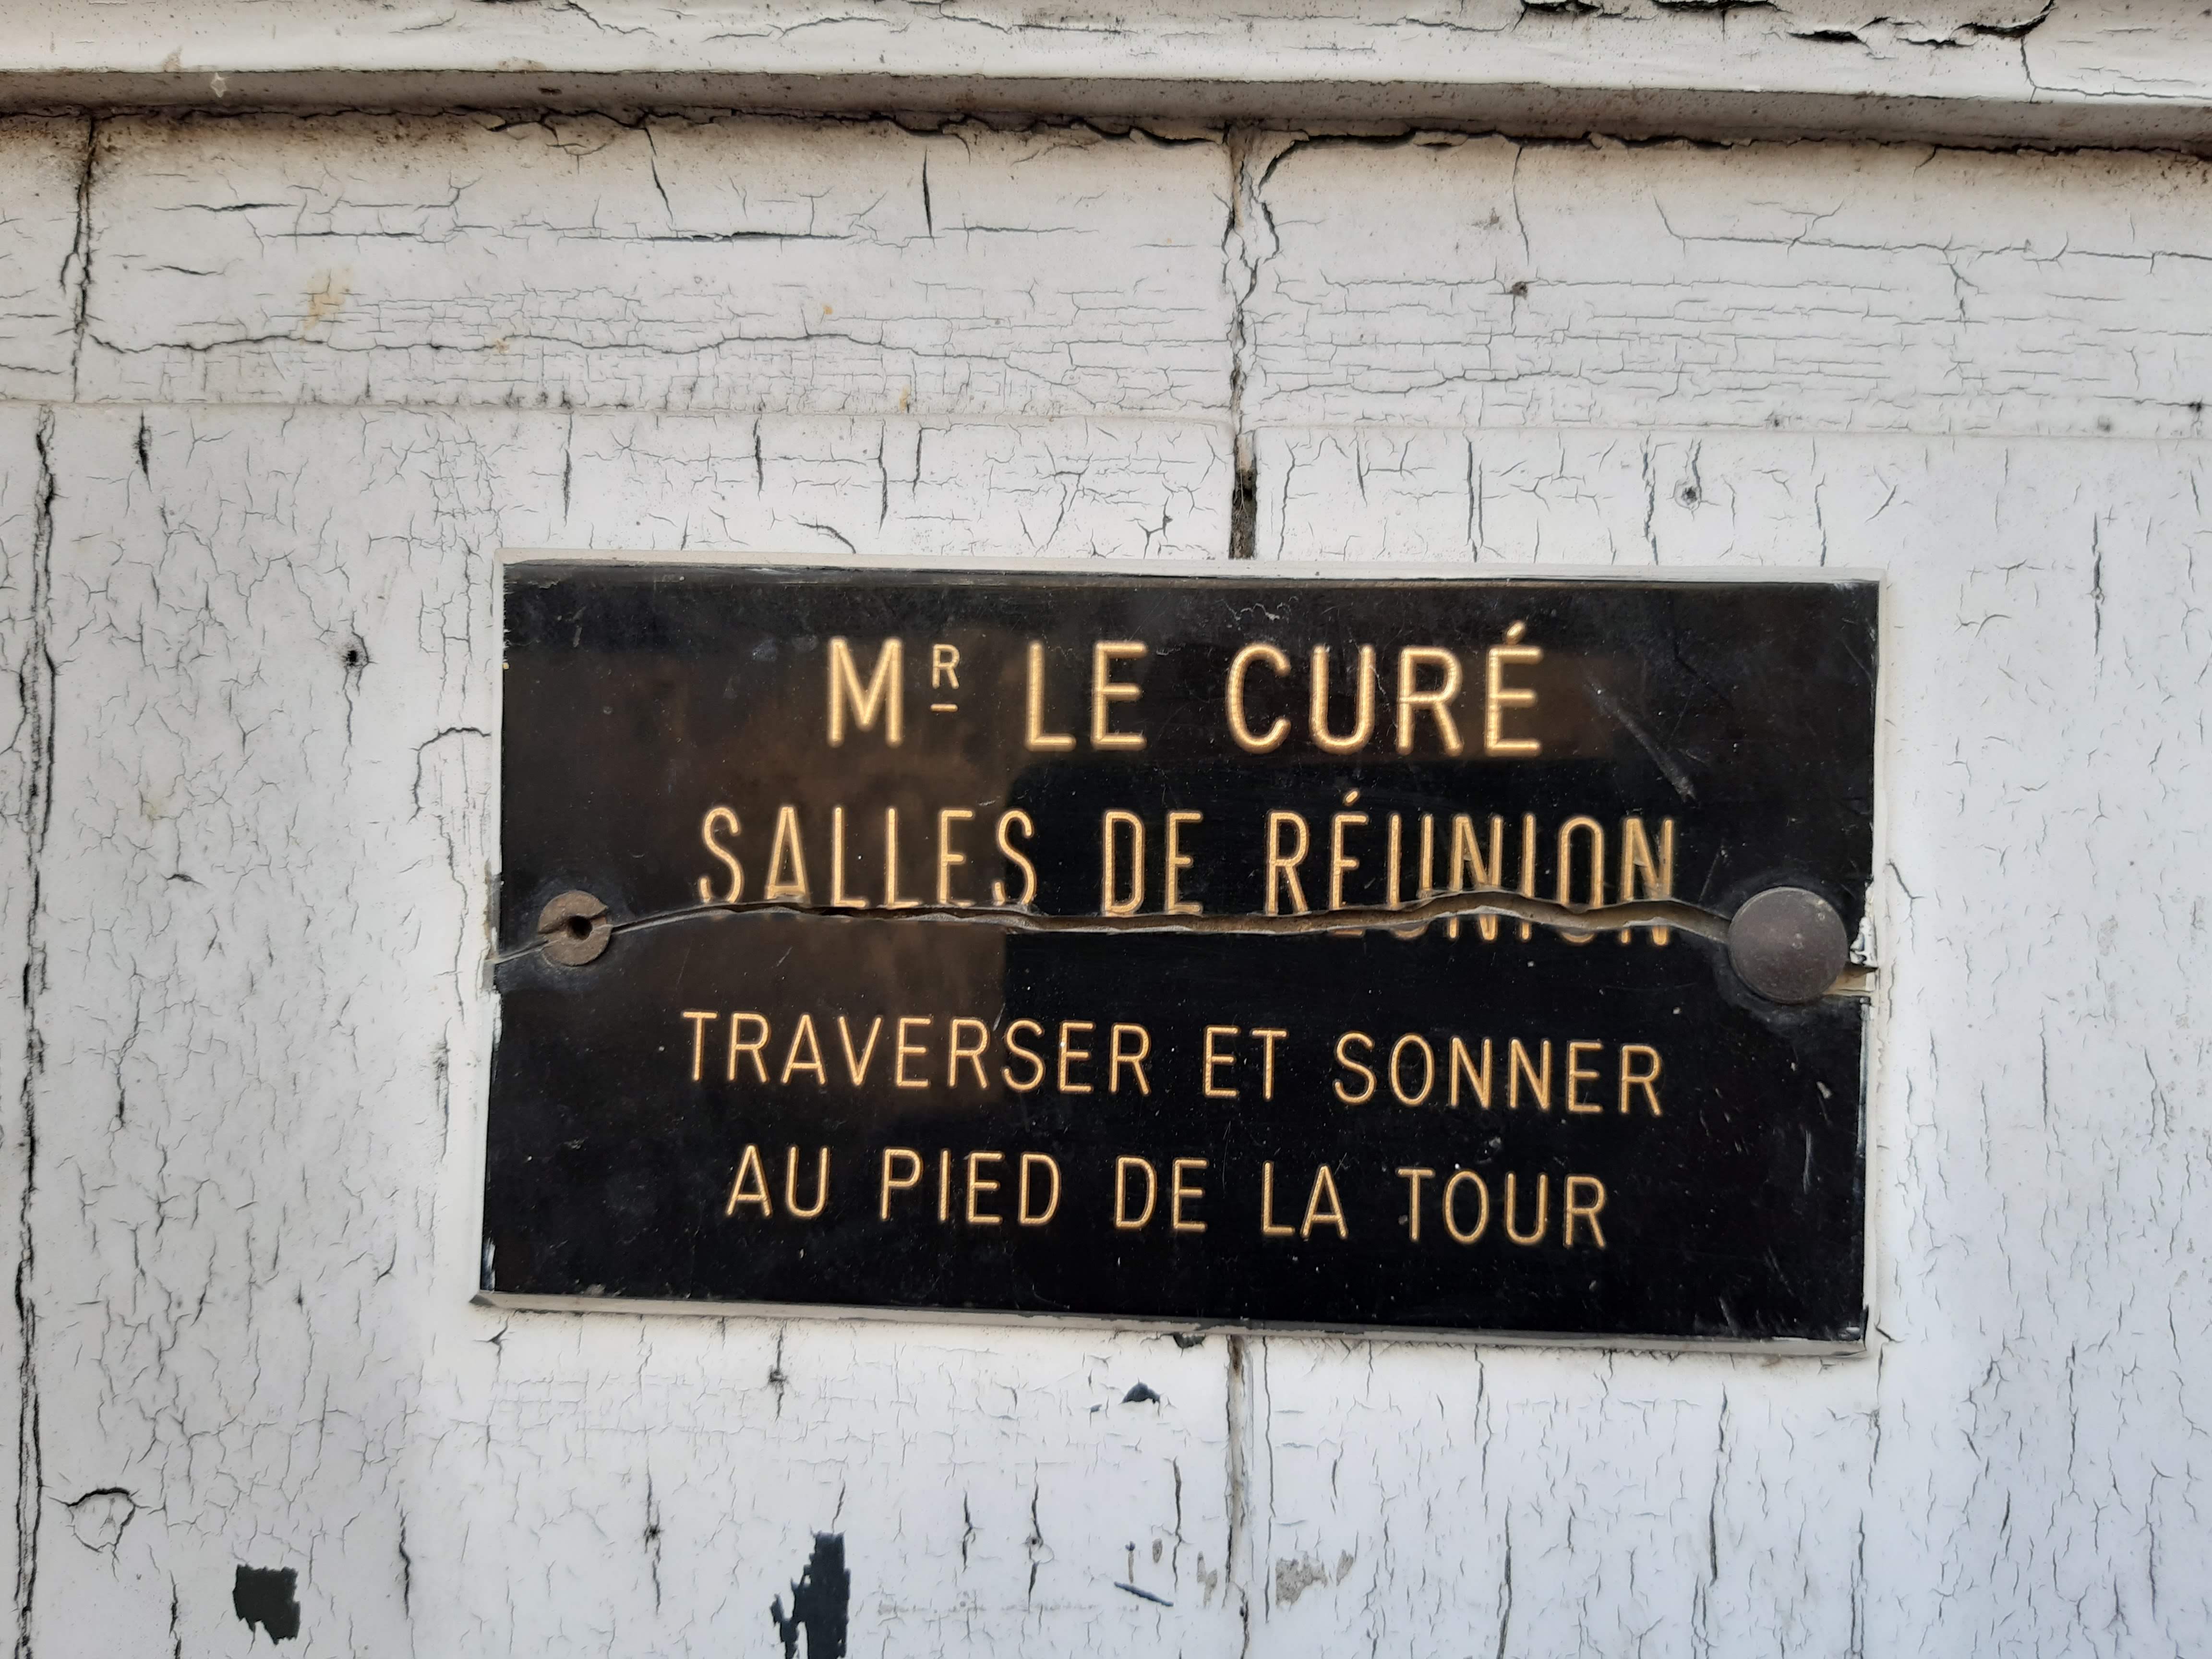 MR LE CURÉ
SALLES DE RÉUNION
TRAVERSER ET SONNER
AU PIED DE LA TOUR